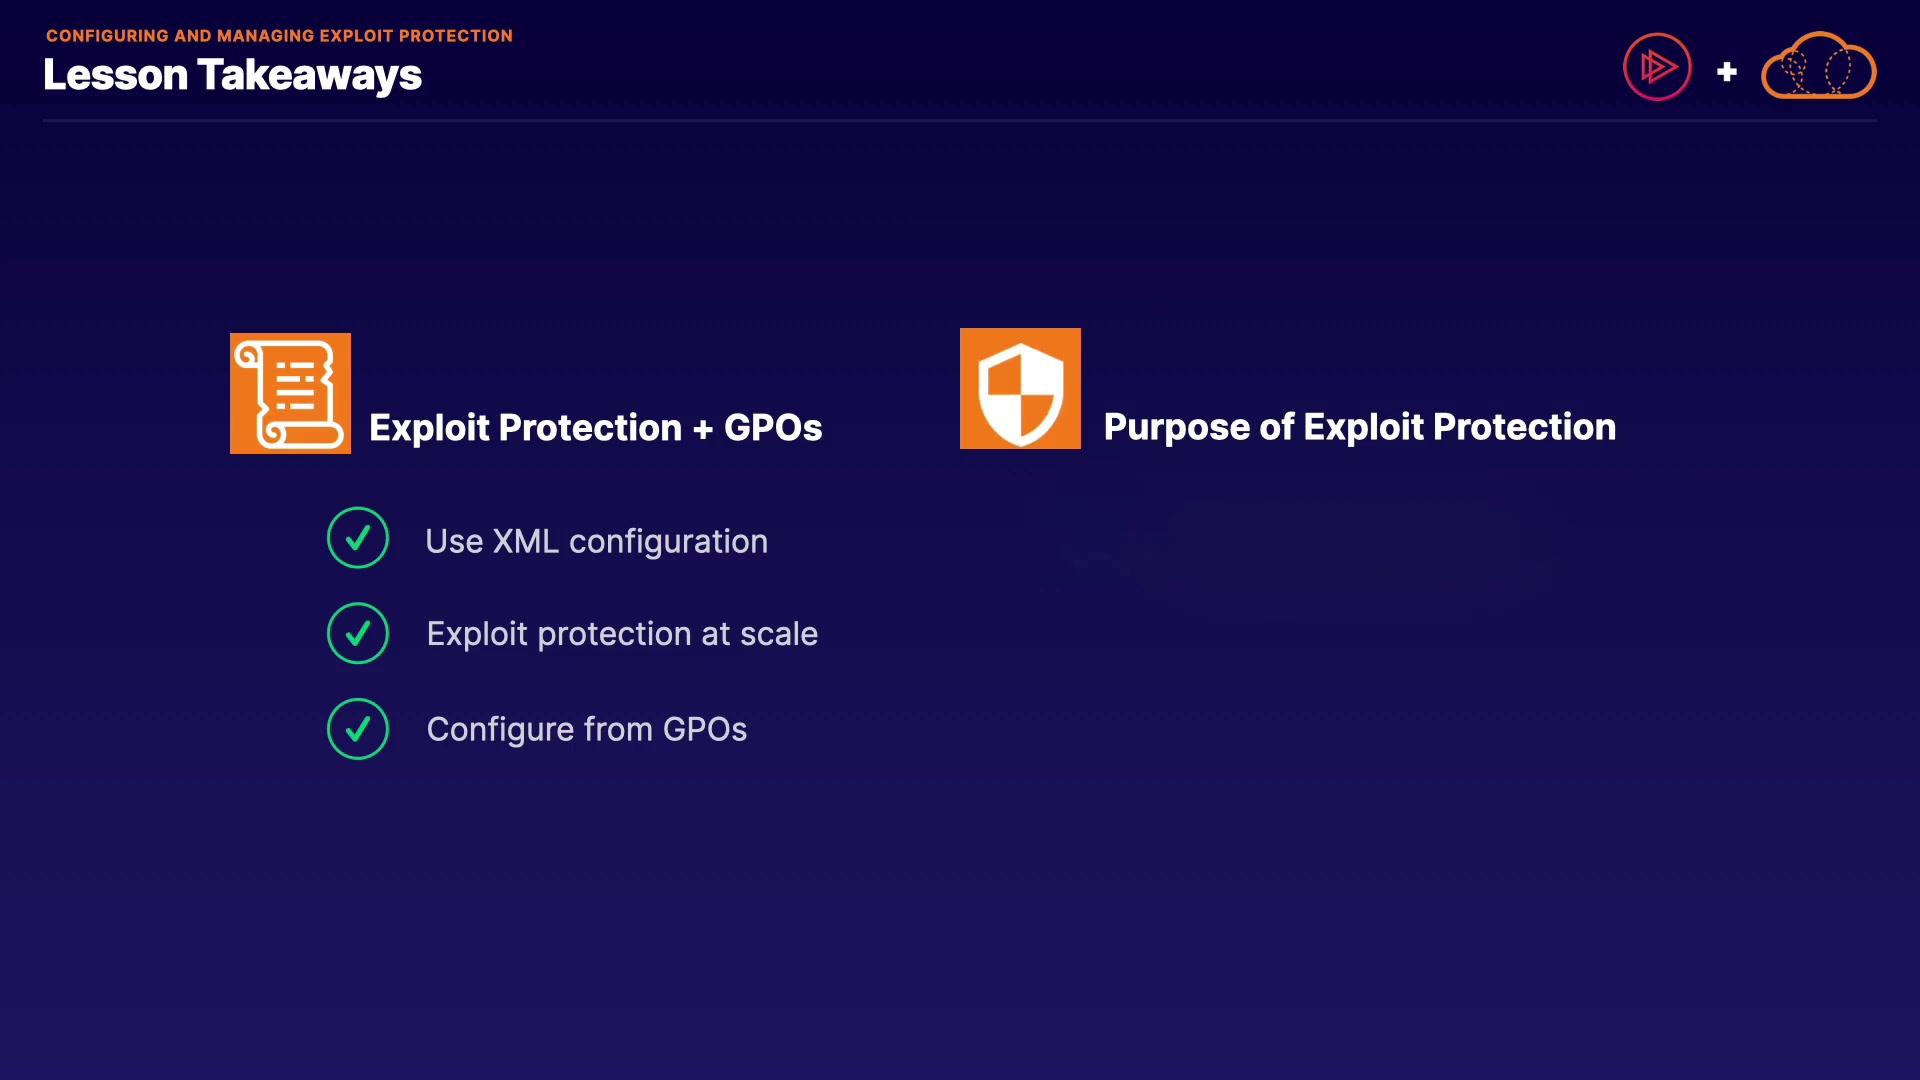 CONFIGURING AND MANAGING EXPLOIT PROTECTION
Lesson Takeaways
Exploit Protection + GPOs
Use XML configuration
Exploit protection at scale
Configure from GPOs
Purpose of Exploit Protection